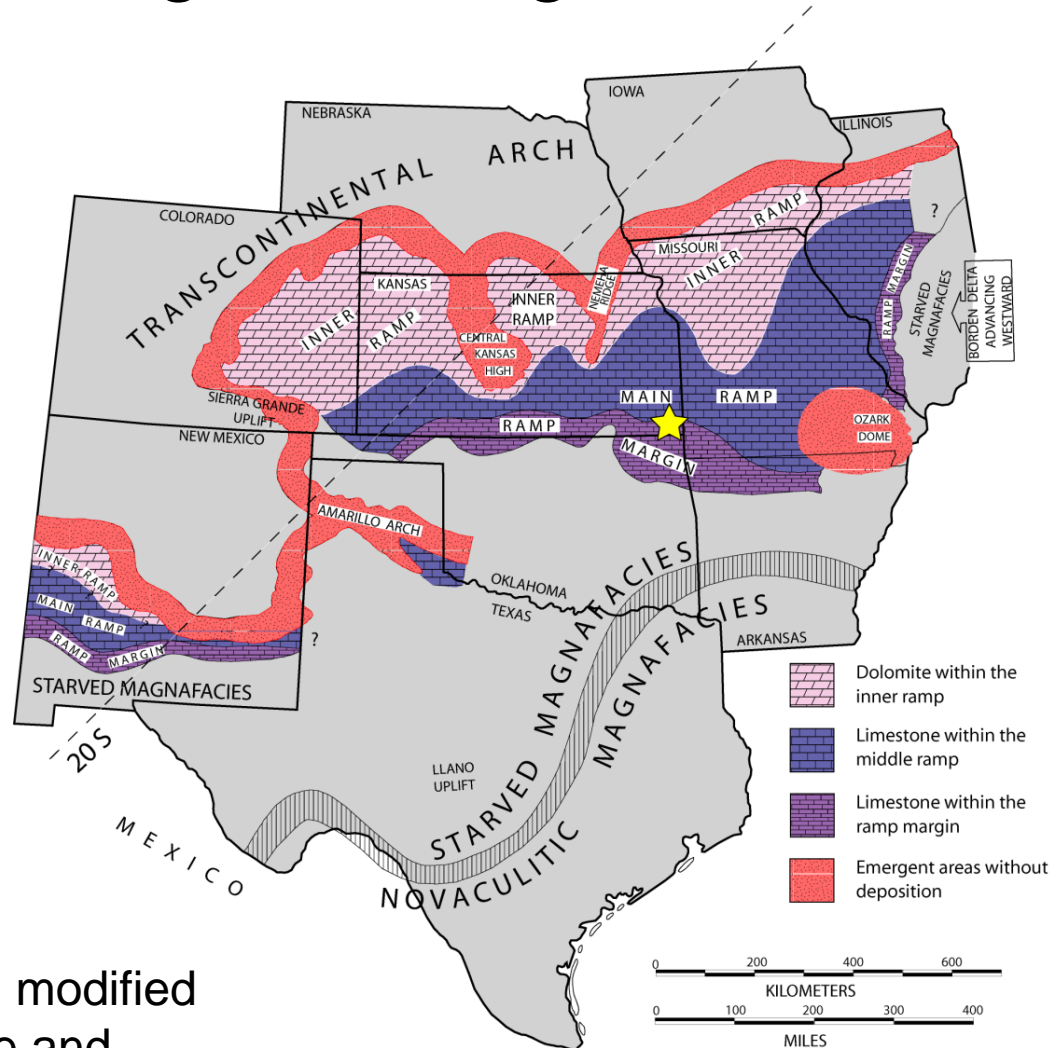 IOWA
NEBRASKA
ILLINOIS
TRANSCONTINENTAL ARCH
COLORADO
RAMP
?
MISSOURI
INNER
KANSAS
NEMEHA
RIDGE
INNER
RAMP
INNER
RAMP
CENTRAL
KANSAS
HIGH
RAMP MARGIN
STARVED
MAGNAFACIES
BORDEN DELTA
ADVANCING
WESTWARD
SIERRA GRANDE
UPLIFT
MAIN RAMP
RAMP
OZARK
DOME
NEW MEXICO
MARGIN
AMARILLO ARCH
INNER RAMP
OKLAHOMA
TEXAS
MAIN
RAMP
ARKANSAS
?
RAMP
MARGIN
STARVED MAGNAFACIES
STARVED MAGNAFACIES
NOVACULITIC MAGNAFACIES
20 S
LLANO
UPLIFT
MEXICO
Dolomite within the
inner ramp
Limestone within the
middle ramp
Limestone within the
ramp margin
Emergent areas without
deposition
0 200 400 600
KILOMETERS
0 100 200 300 400
MILES
modified
and